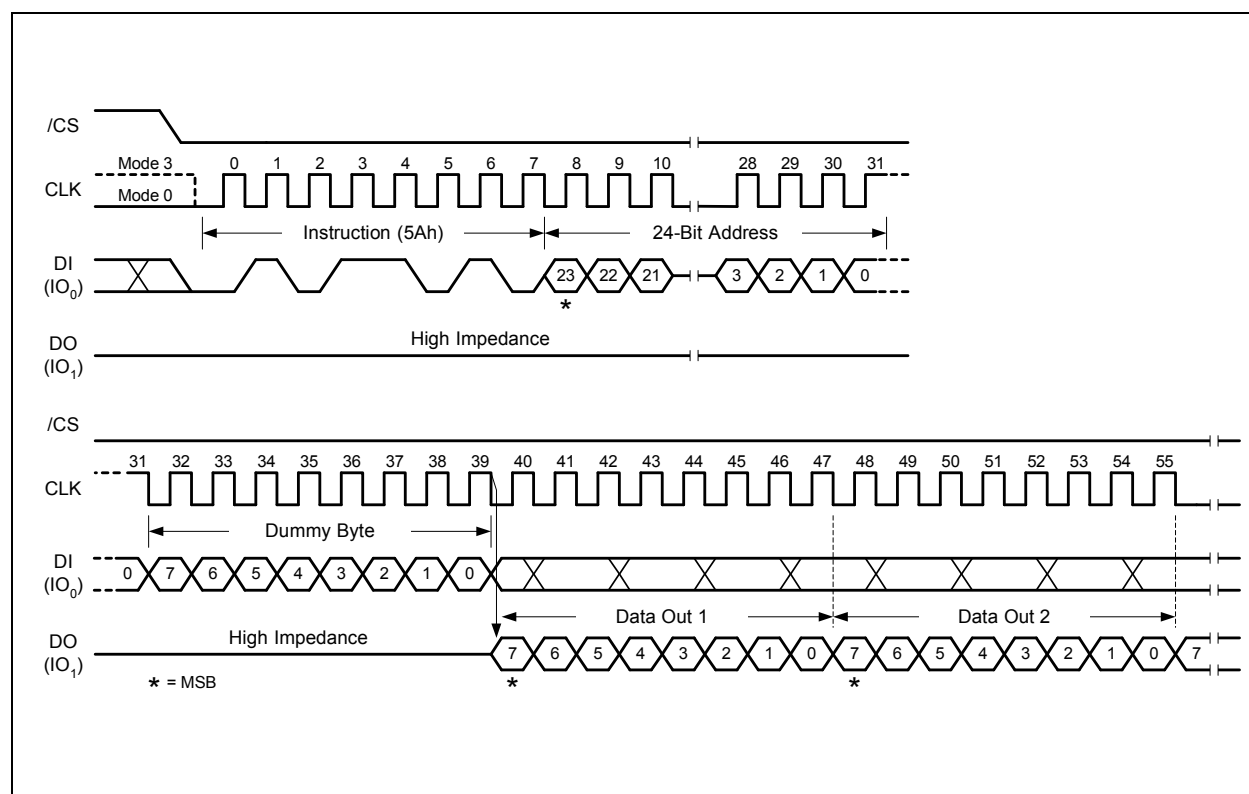 /CS
Mode 3 0 1 2 3 4 5 6 7 8 9 10 28 29 30 31
CLK
Mode 0
Instruction (5Ah) 24-Bit Address
DI
(IO0)
23 22 21 3 2 1 0
*
High Impedance
DO
(IO1)
/CS
31 32 33 34 35 36 37 38 39 40 41 42 43 44 45 46 47 48 49 50 51 52 53 54 55
CLK
Dummy Byte
DI
(IO0)
0 7 6 5 4 3 2 1 0
Data Out 1 Data Out 2
High Impedance
DO
(IO1)
7 6 5 4 3 2 1 0 7 6 5 4 3 2 1 0 7
* = MSB * *